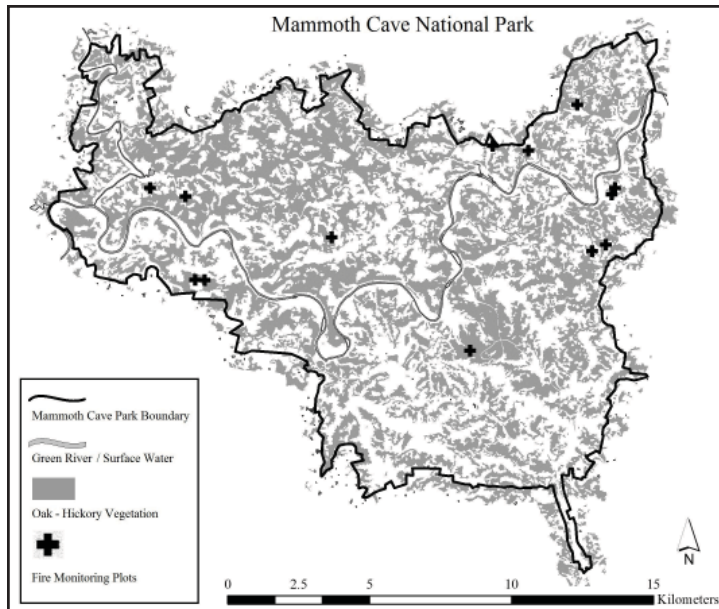 Mammoth Cave National Park
Mammoth Cave Park Boundary
Green River / Surface Water
Oak - Hickory Vegetation
Fire Monitoring Plots
N
0 2.5 5 10 15
Kilometers